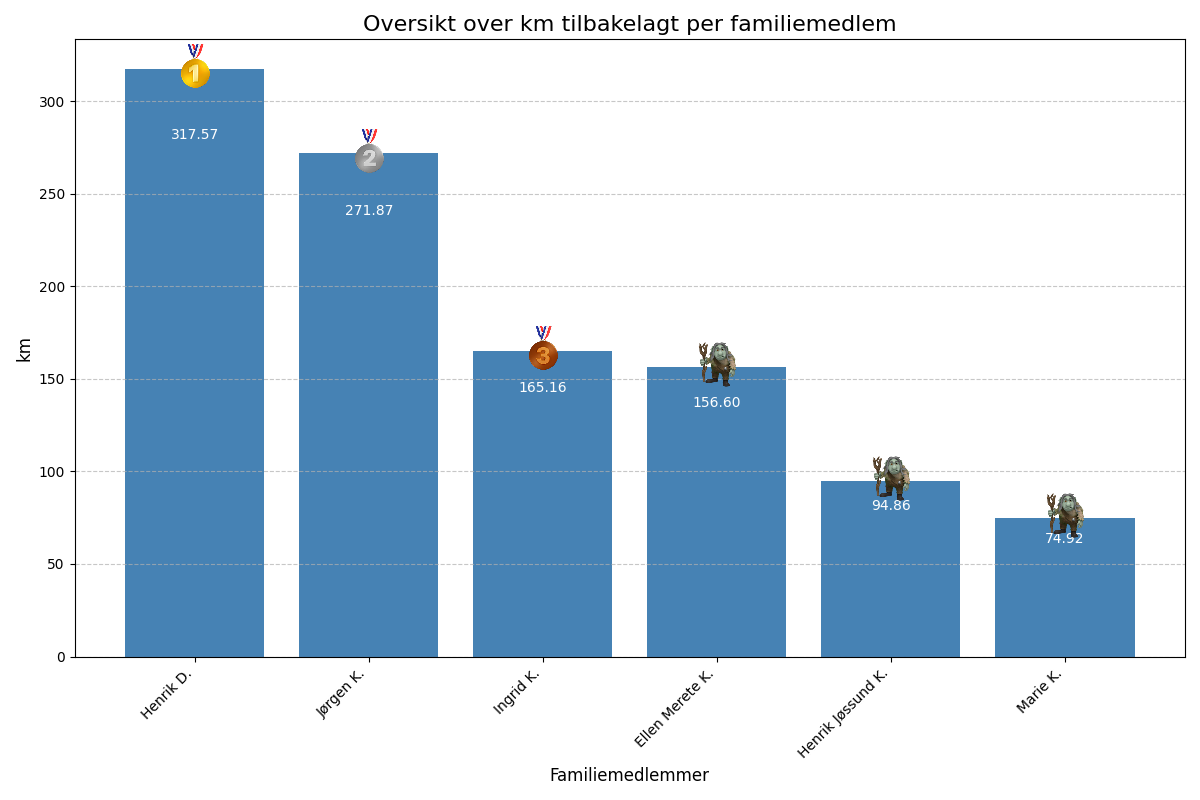 Oversikt over km tilbakelagt per familiemedlem
km
300
250
200
150
100
50
0
1
317.57
2
271.87
3
165.16
156.60
94.86
74.92
Henrik D.
Jørgen K.
Ingrid K.
Ellen Merete K.
Henrik Jøssund K.
Marie K.
Familiemedlemmer